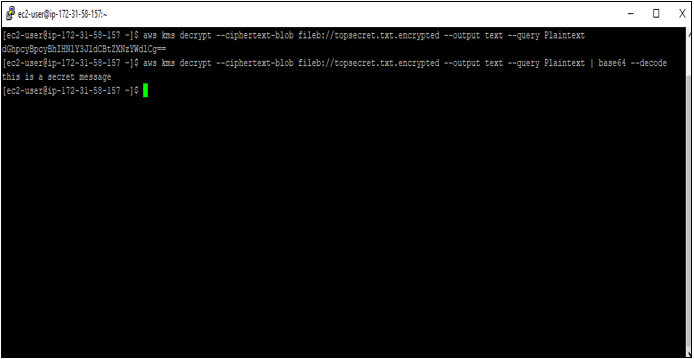 ec2-user@ip-172-31-58-157:~
[ec2-user@ip-172-31-58-157 ~]$ aws kms decrypt --ciphertext-blob fileb://topsecret.txt.encrypted --output text --query Plaintext
dGhpcyBpcyBhIHNlY3JldCBtZXNzYWdlCg==
[ec2-user@ip-172-31-58-157 ~]$ aws kms decrypt --ciphertext-blob fileb://topsecret.txt.encrypted --output text --query Plaintext | base64 --decode
this is a secret message
[ec2-user@ip-172-31-58-157 ~]$